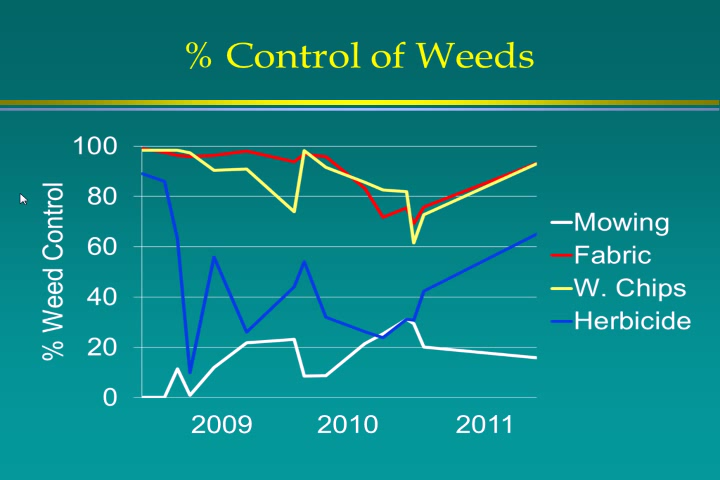 % Control of Weeds
% Weed Control
100
80
60
40
20
0
2009 2010 2011
Mowing
Fabric
W. Chips
Herbicide